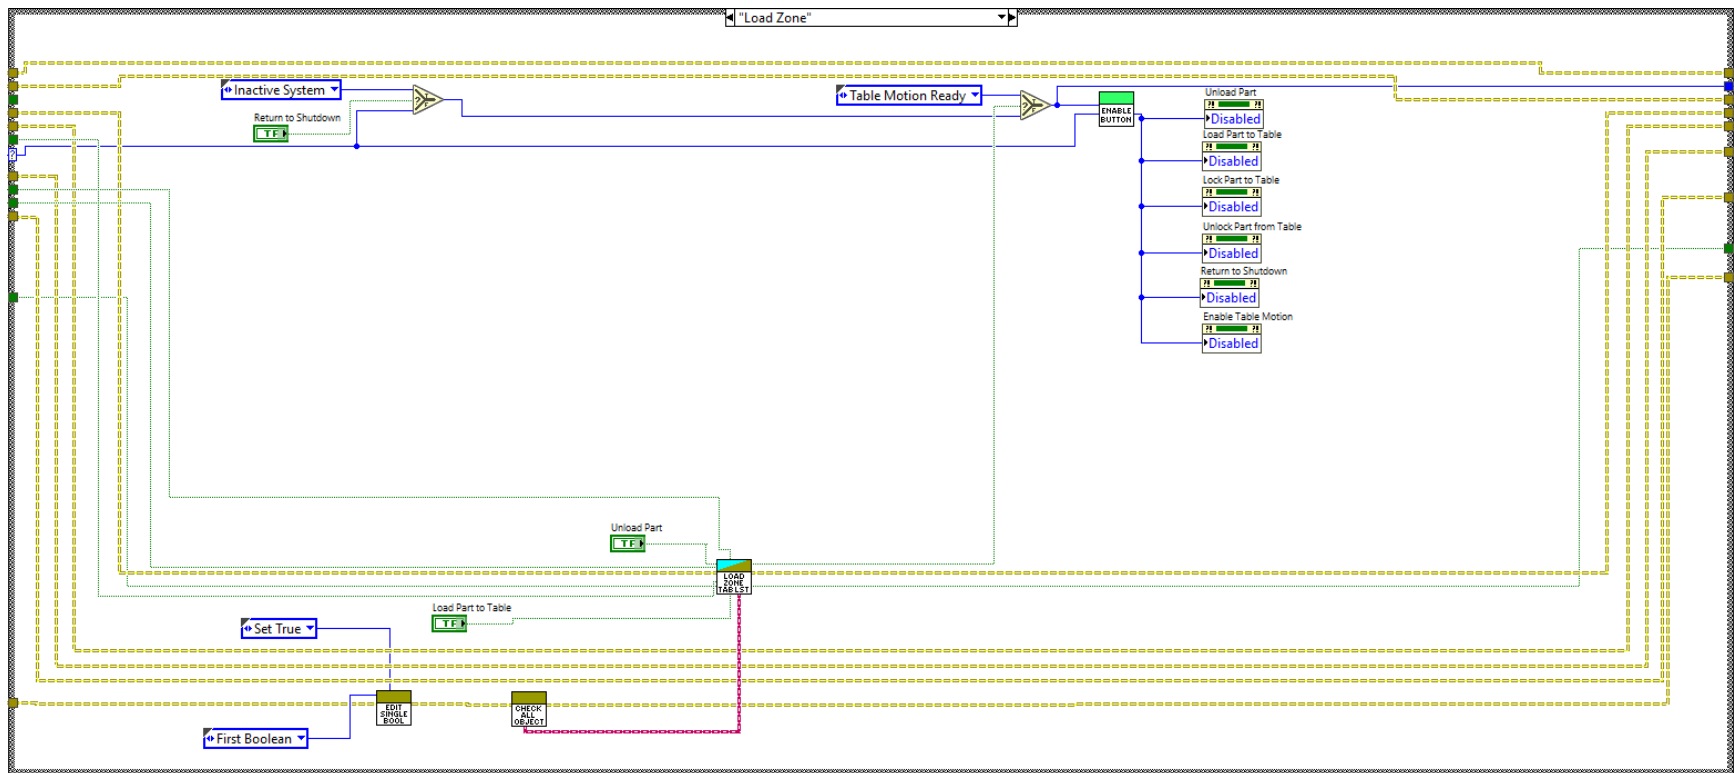 "Load Zone"
Inactive System
Return to Shutdown
TF
?
Table Motion Ready
ENABLE
BUTTON
Unload Part
Disabled
Load Part to Table
Disabled
Lock Part to Table
Disabled
Unlock Part from Table
Disabled
Return to Shutdown
Disabled
Enable Table Motion
Disabled
Unload Part
TF
LOAD
ZONE
TABLST
Load Part to Table
TF
Set True
EDIT
SINGLE
BOOL
CHECK
ALL
OBJECT
First Boolean